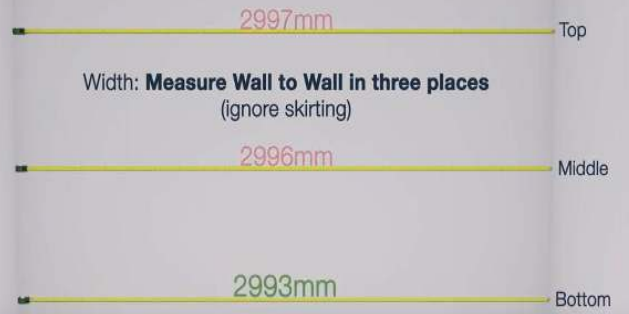 2997mm
Top
Width: Measure Wall to Wall in three places
(ignore skirting)
2996mm
Middle
2993mm
Bottom